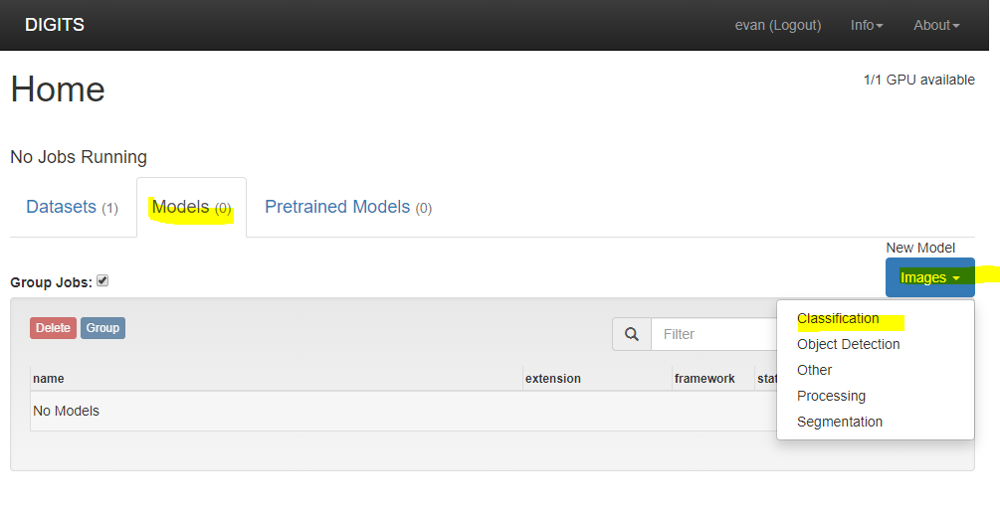 DIGITS evan (Logout) Info About
Home
1/1 GPU available
No Jobs Running
Datasets (1) Models (0) Pretrained Models (0)
New Model
Group Jobs: Images
Delete Group Filter
Classification
Object Detection
Other
Processing
Segmentation
name extension framework stat
No Models